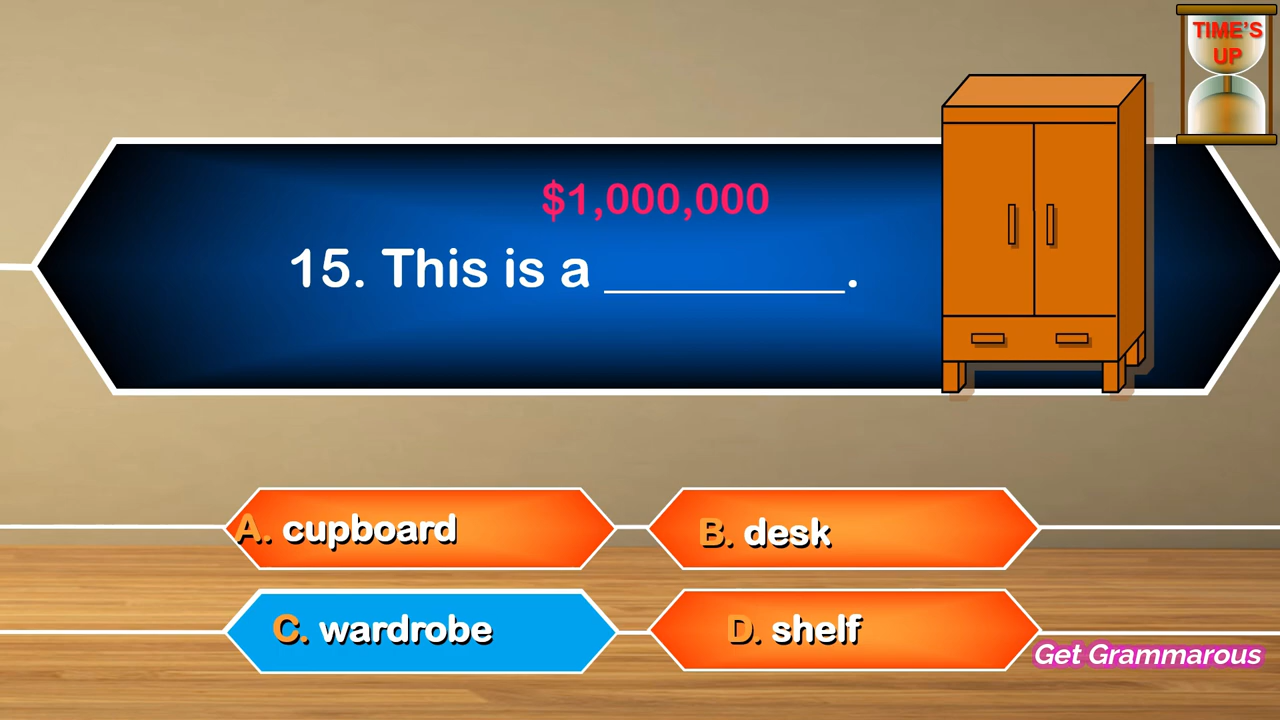 TIME'S
UP
$1,000,000
15. This is a _________.
A. cupboard
B. desk
C. wardrobe
D. shelf
Get Grammarous